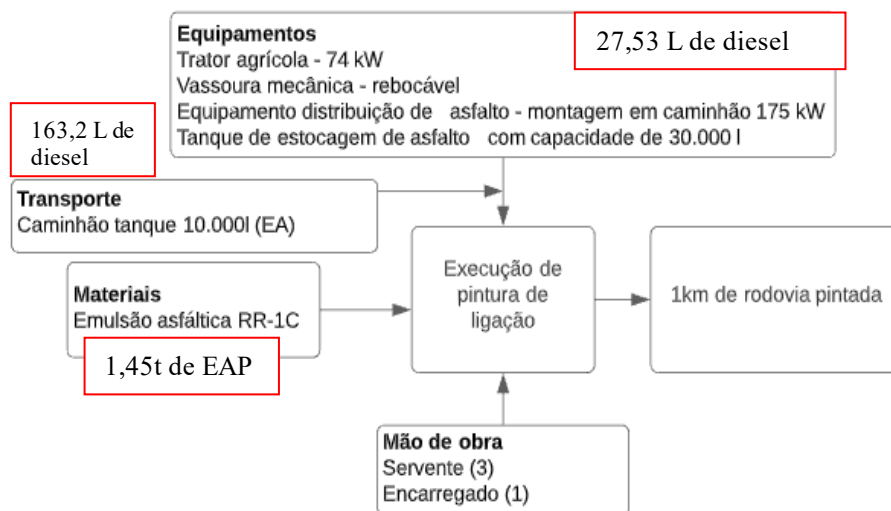 Equipamentos
Trator agrícola - 74 kW
Vassoura mecânica - rebocável
Equipamento distribuição de asfalto - montagem em caminhão 175 kW
Tanque de estocagem de asfalto com capacidade de 30.000 l
27,53 L de diesel
163,2 L de
diesel
Transporte
Caminhão tanque 10.000l (EA)
Materiais
Emulsão asfáltica RR-1C
1,45t de EAP
Execução de
pintura de
ligação
1km de rodovia pintada
Mão de obra
Servente (3)
Encarregado (1)